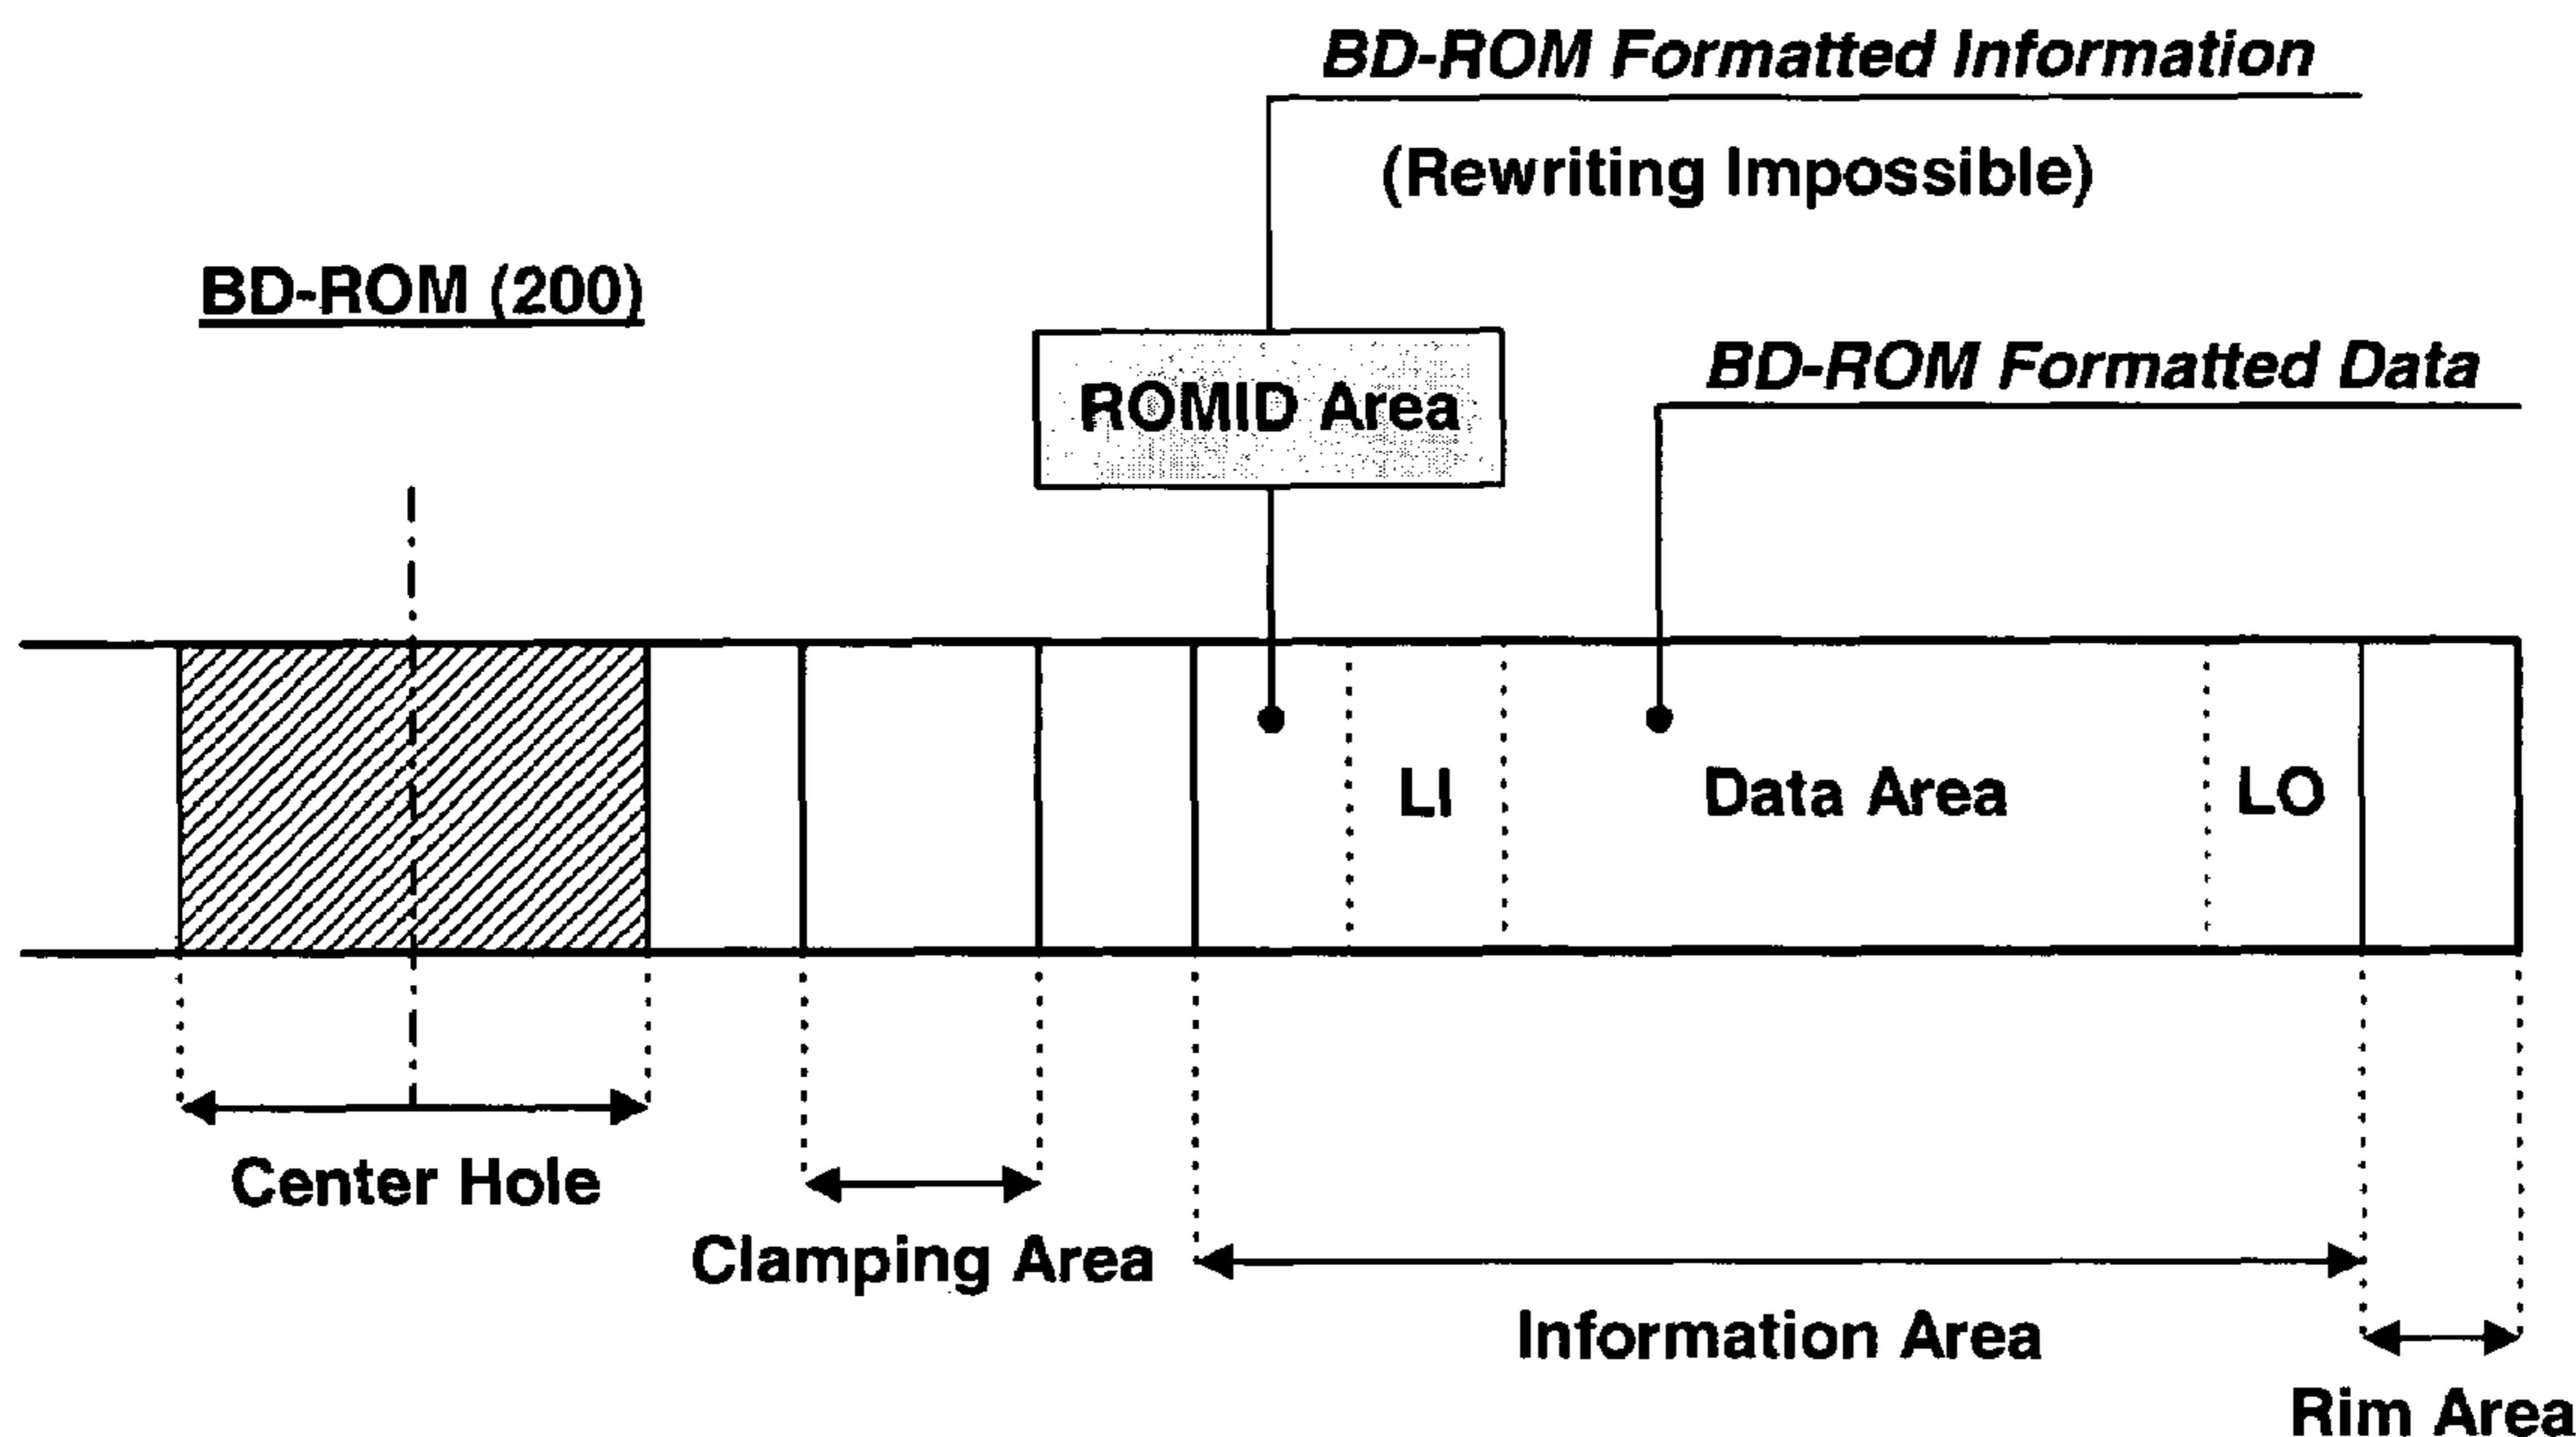 BD-ROM Formatted Information
(Rewriting Impossible)
BD-ROM (200)
ROMID Area
BD-ROM Formatted Data
LI
Data Area
LO
Center Hole
Clamping Area
Information Area
Rim Area